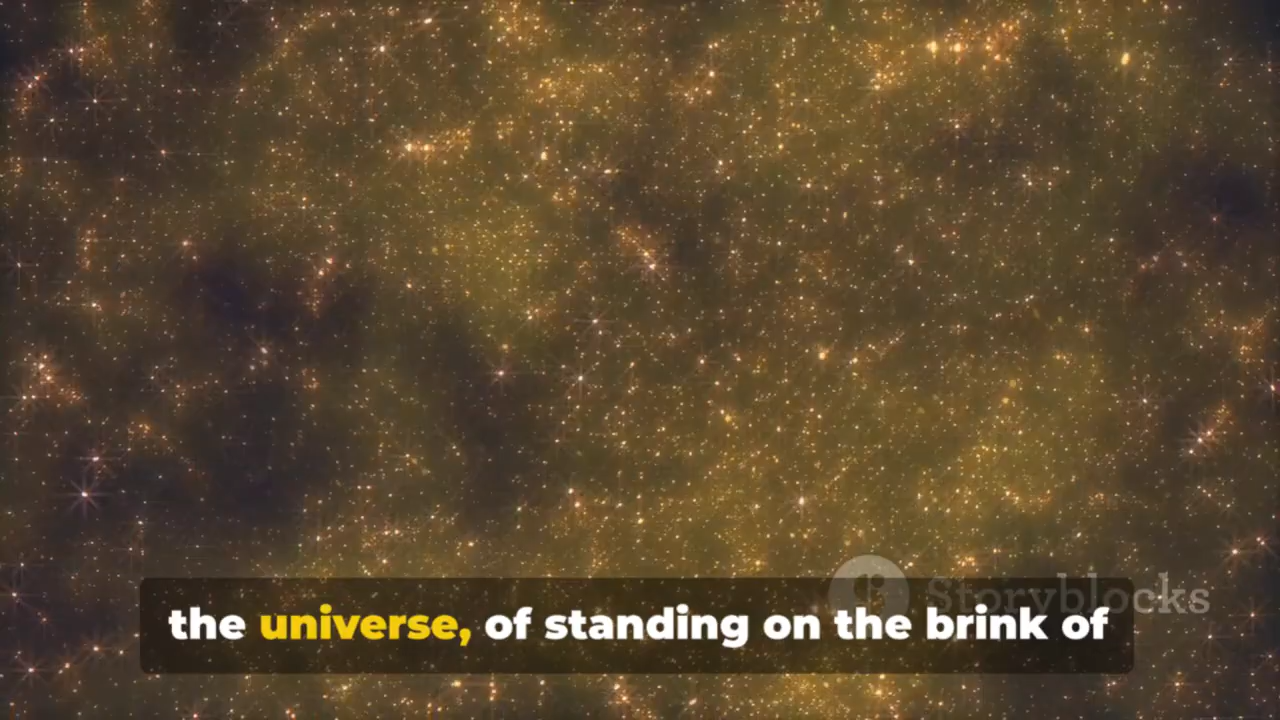 Storyblocks
the universe, of standing on the brink of